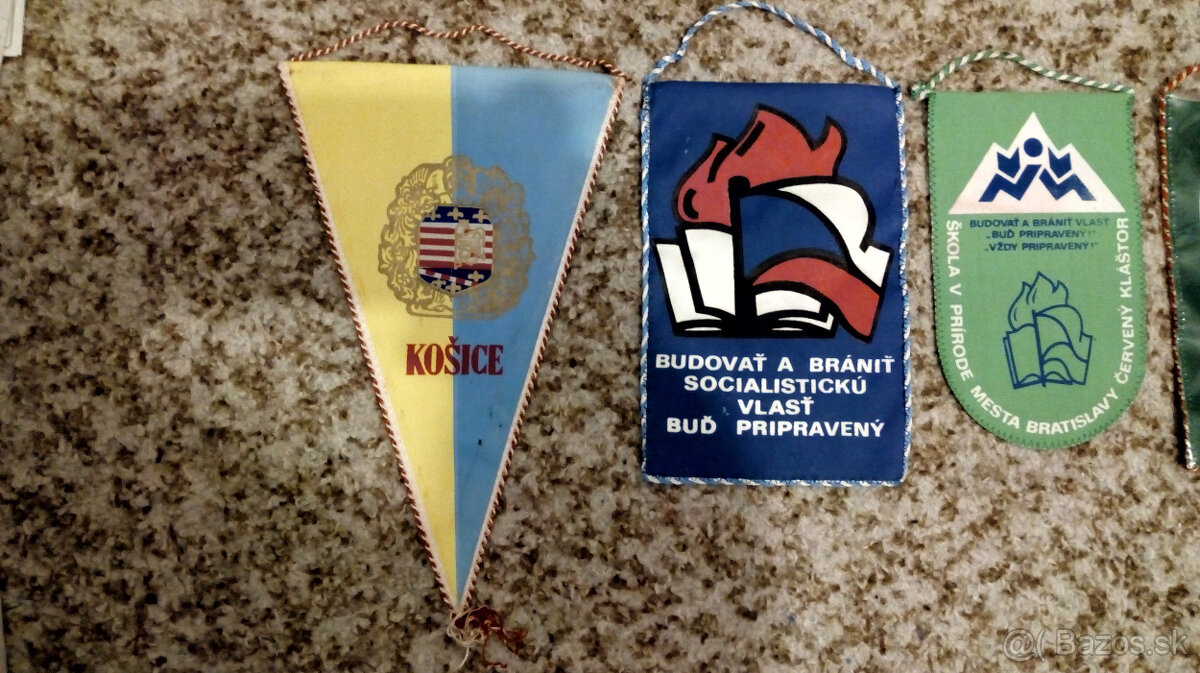 KOŠICE
BUDOVAŤ A BRÁNIŤ
SOCIALISTICKÚ
VLASŤ
BUĎ PRIPRAVENÝ
BUDOVAŤ A BRÁNIŤ VLASŤ
„BUĎ PRIPRAVENÝ!"
„VŽDY PRIPRAVENÝ!"
ŠKOLA V PRÍRODE MESTA BRATISLAVY ČERVENÝ KLÁŠTOR
@( Bazos.sk